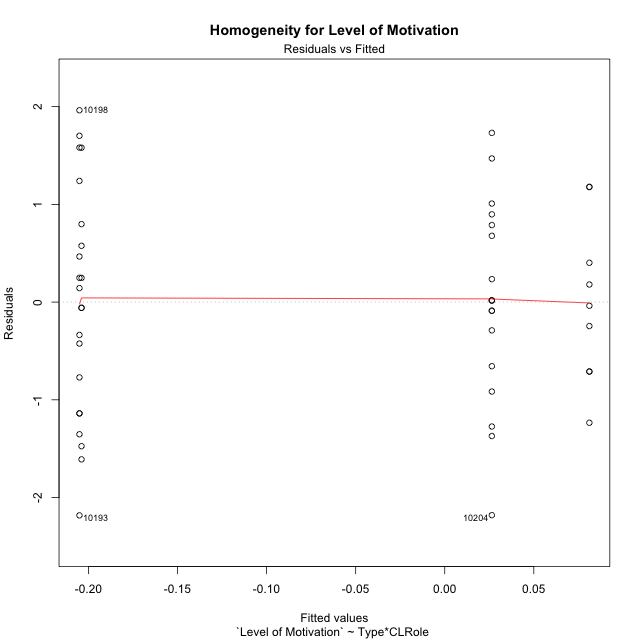 Homogeneity for Level of Motivation
Residuals vs Fitted
10198
10193
10204
2
1
0
-1
-2
Residuals
-0.20
-0.15
-0.10
-0.05
0.00
0.05
Fitted values
`Level of Motivation` ~ Type*CLRole